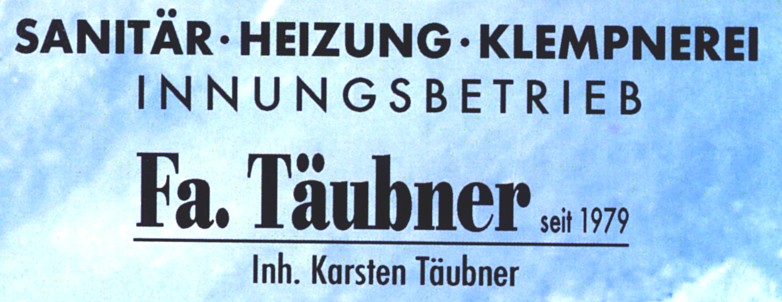 SANITÄR · HEIZUNG · KLEMPNEREI
INNUNGSBETRIEB
Fa. Täubner seit 1979
Inh. Karsten Täubner